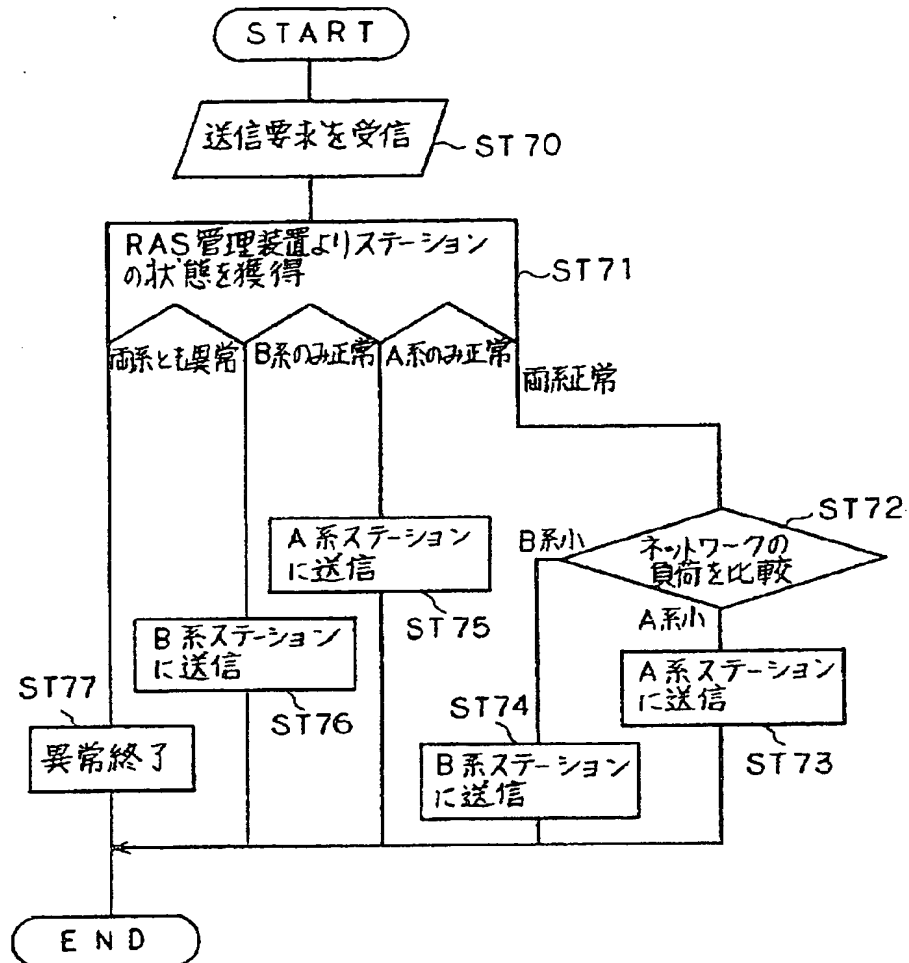 START
送信要求を受信
ST70
RAS管理装置よりステーション
の状態を獲得
ST71
両系とも異常
B系のみ正常
A系のみ正常
両系正常
ST72
ネットワークの
負荷を比較
B系小
A系小
A系ステーション
に送信
ST75
B系ステーション
に送信
ST76
A系ステーション
に送信
ST73
ST74
B系ステーション
に送信
ST77
異常終了
END